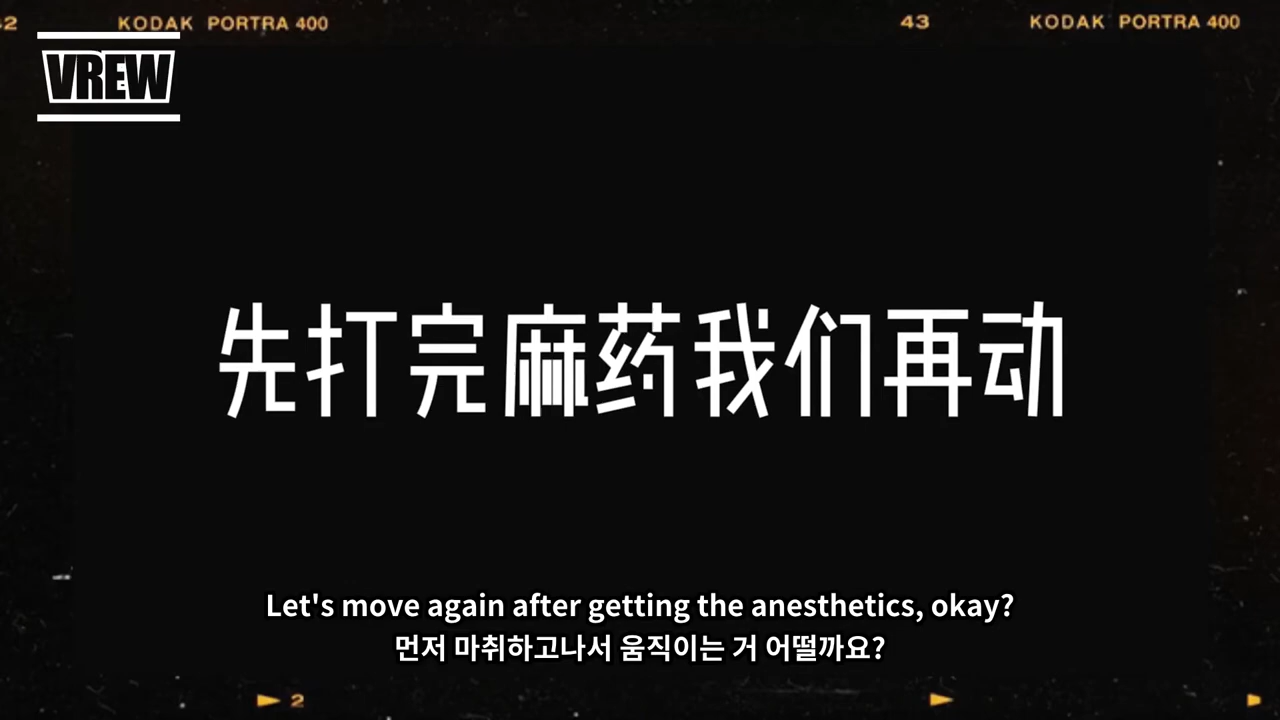 42 KODAK PORTRA 400 43 KODAK PORTRA 400
VREW
先打完麻药我们再动
Let's move again after getting the anesthetics, okay?
먼저 마취하고나서 움직이는 거 어떨까요?
2